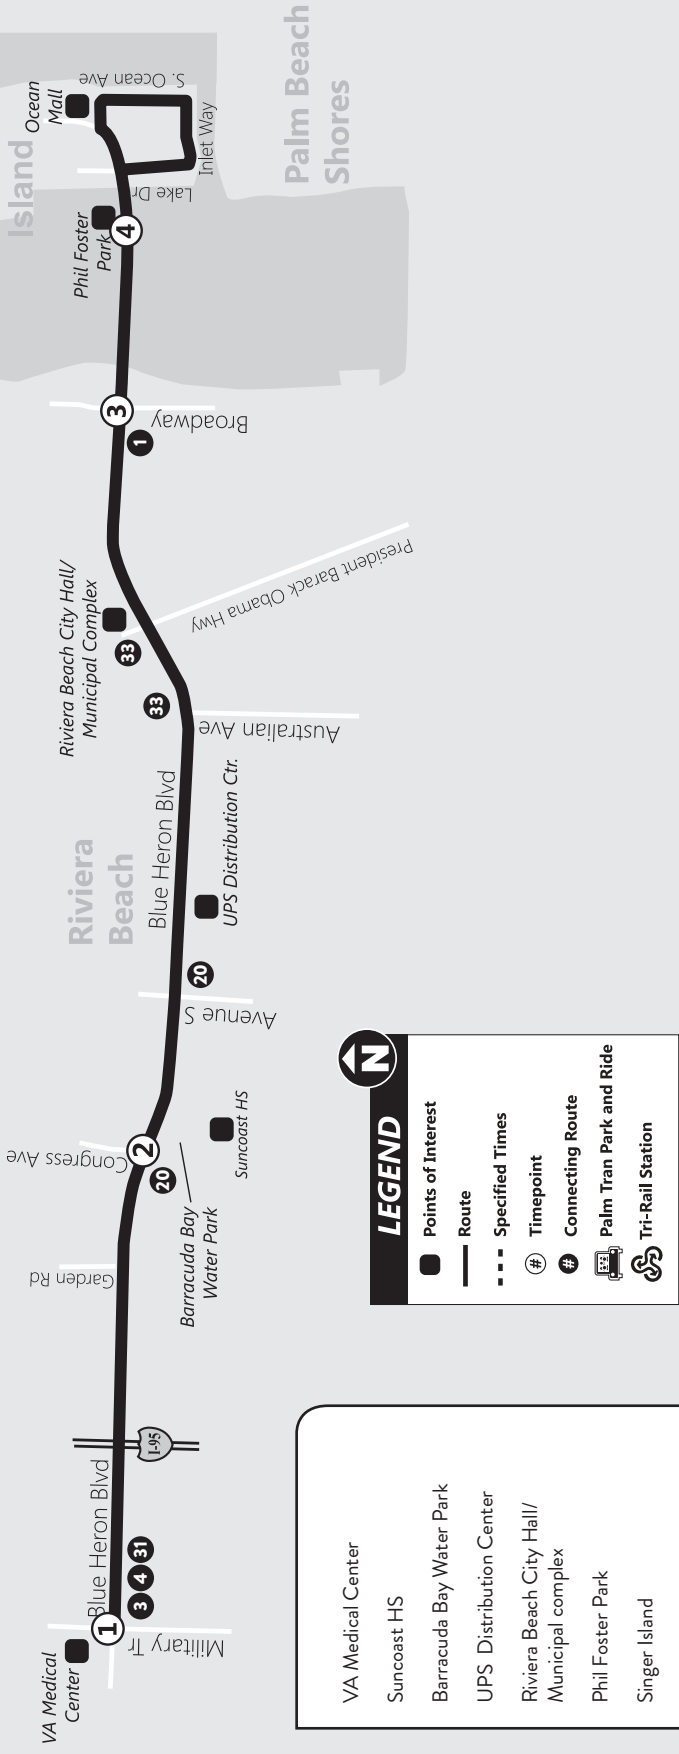 VA Medical
Center
1
Military Tr
3
4
31
Blue Heron Blvd
I-95
Garden Rd
Congress Ave
2
20
Barracuda Bay
Water Park
Suncoast HS
Avenue S
20
Riviera
Beach
Blue Heron Blvd
UPS Distribution Ctr.
Australian Ave
33
33
Riviera Beach City Hall/
Municipal Complex
President Barack Obama Hwy
1
3
Broadway
Phil Foster
Park
4
Lake Dr
Island
Ocean
Mall
S. Ocean Ave
Inlet Way
Palm Beach
Shores
VA Medical Center
Suncoast HS
Barracuda Bay Water Park
UPS Distribution Center
Riviera Beach City Hall/
Municipal complex
Phil Foster Park
Singer Island
LEGEND
N
Points of Interest
Route
Specified Times
# Timepoint
# Connecting Route
Palm Tran Park and Ride
Tri-Rail Station